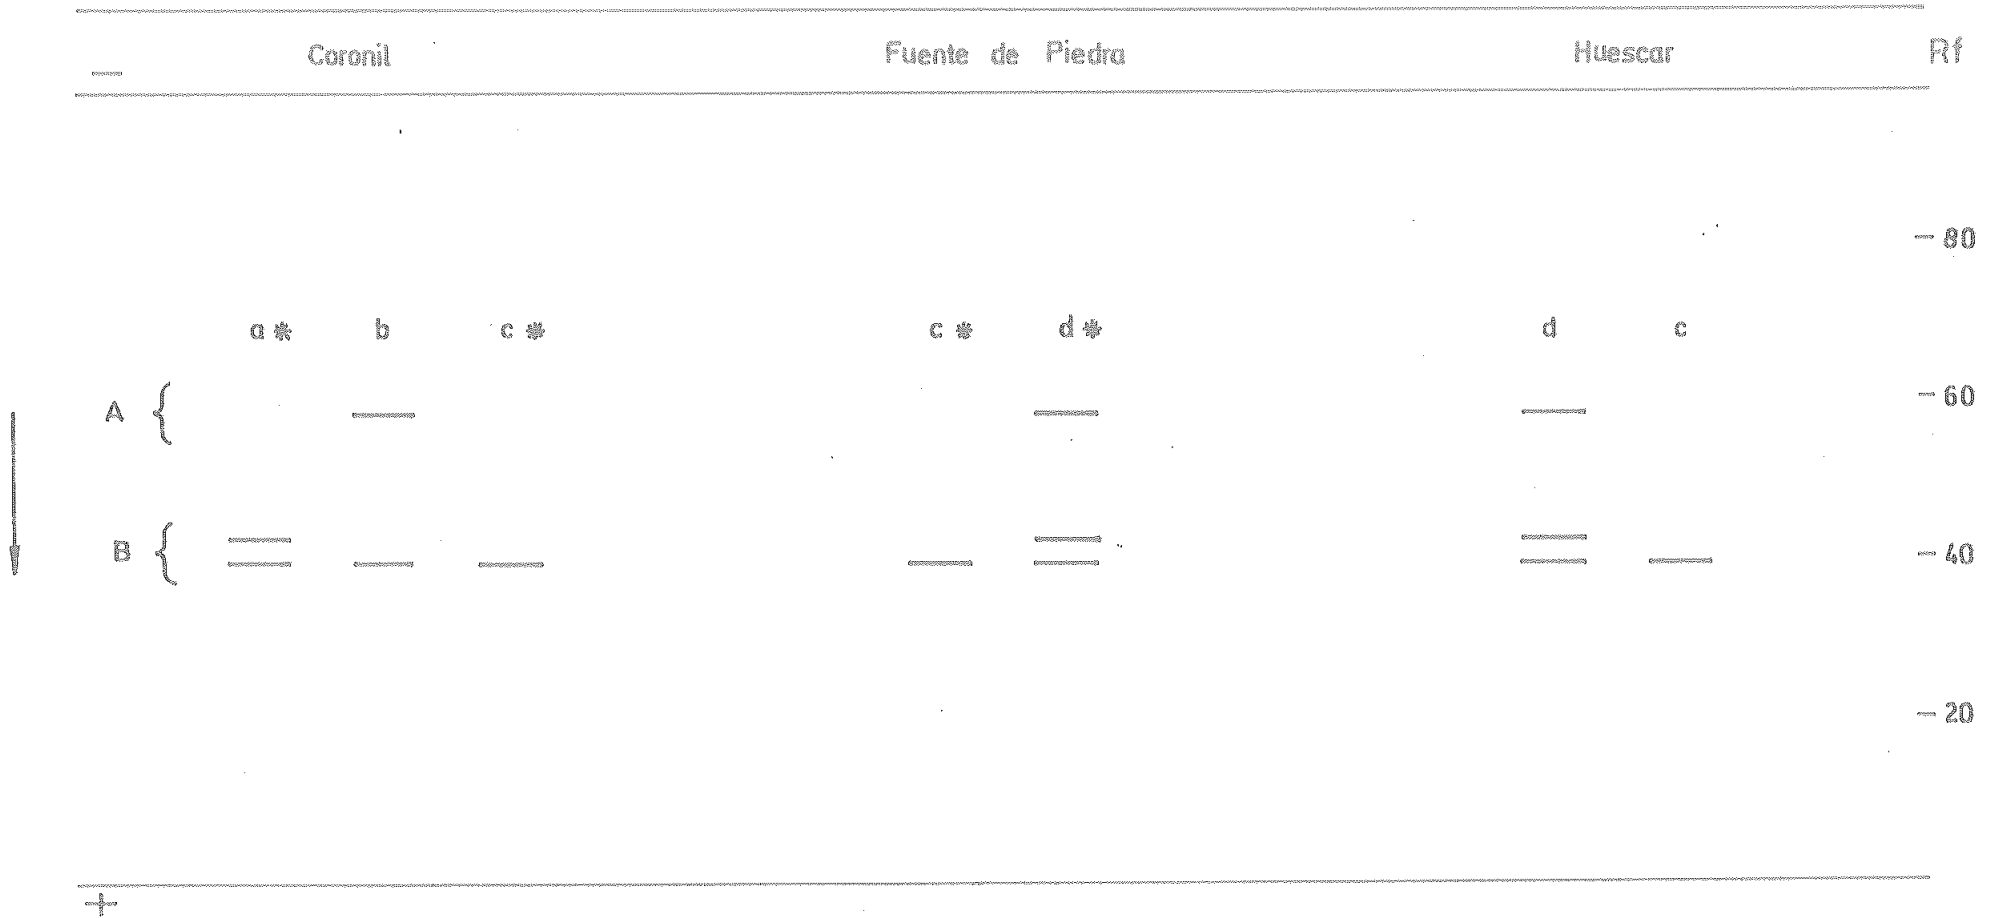 — Coronil Fuente de Piedra Huescar Rf
— 80
a * b c * c * d * d c
A { — 60
B { — 40
— 20
+